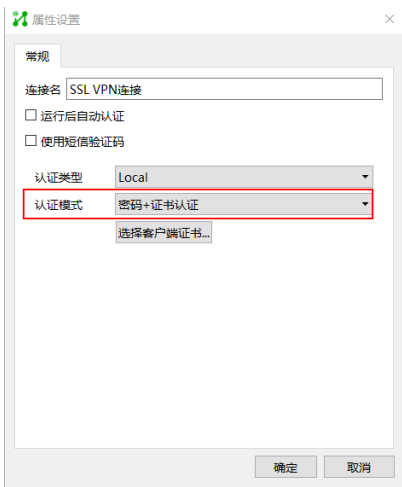 属性设置
常规
连接名 SSL VPN连接
运行后自动认证
使用短信验证码
认证类型 Local
认证模式 密码+证书认证
选择客户端证书...
确定 取消